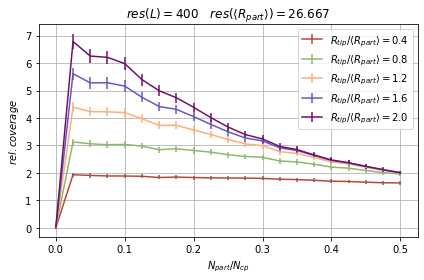 res(L) = 400   res(⟨R_part⟩) = 26.667
rel. coverage
7
6
5
4
3
2
1
0
R_tip/⟨R_part⟩ = 0.4
R_tip/⟨R_part⟩ = 0.8
R_tip/⟨R_part⟩ = 1.2
R_tip/⟨R_part⟩ = 1.6
R_tip/⟨R_part⟩ = 2.0
0.0 0.1 0.2 0.3 0.4 0.5
N_part/N_cp